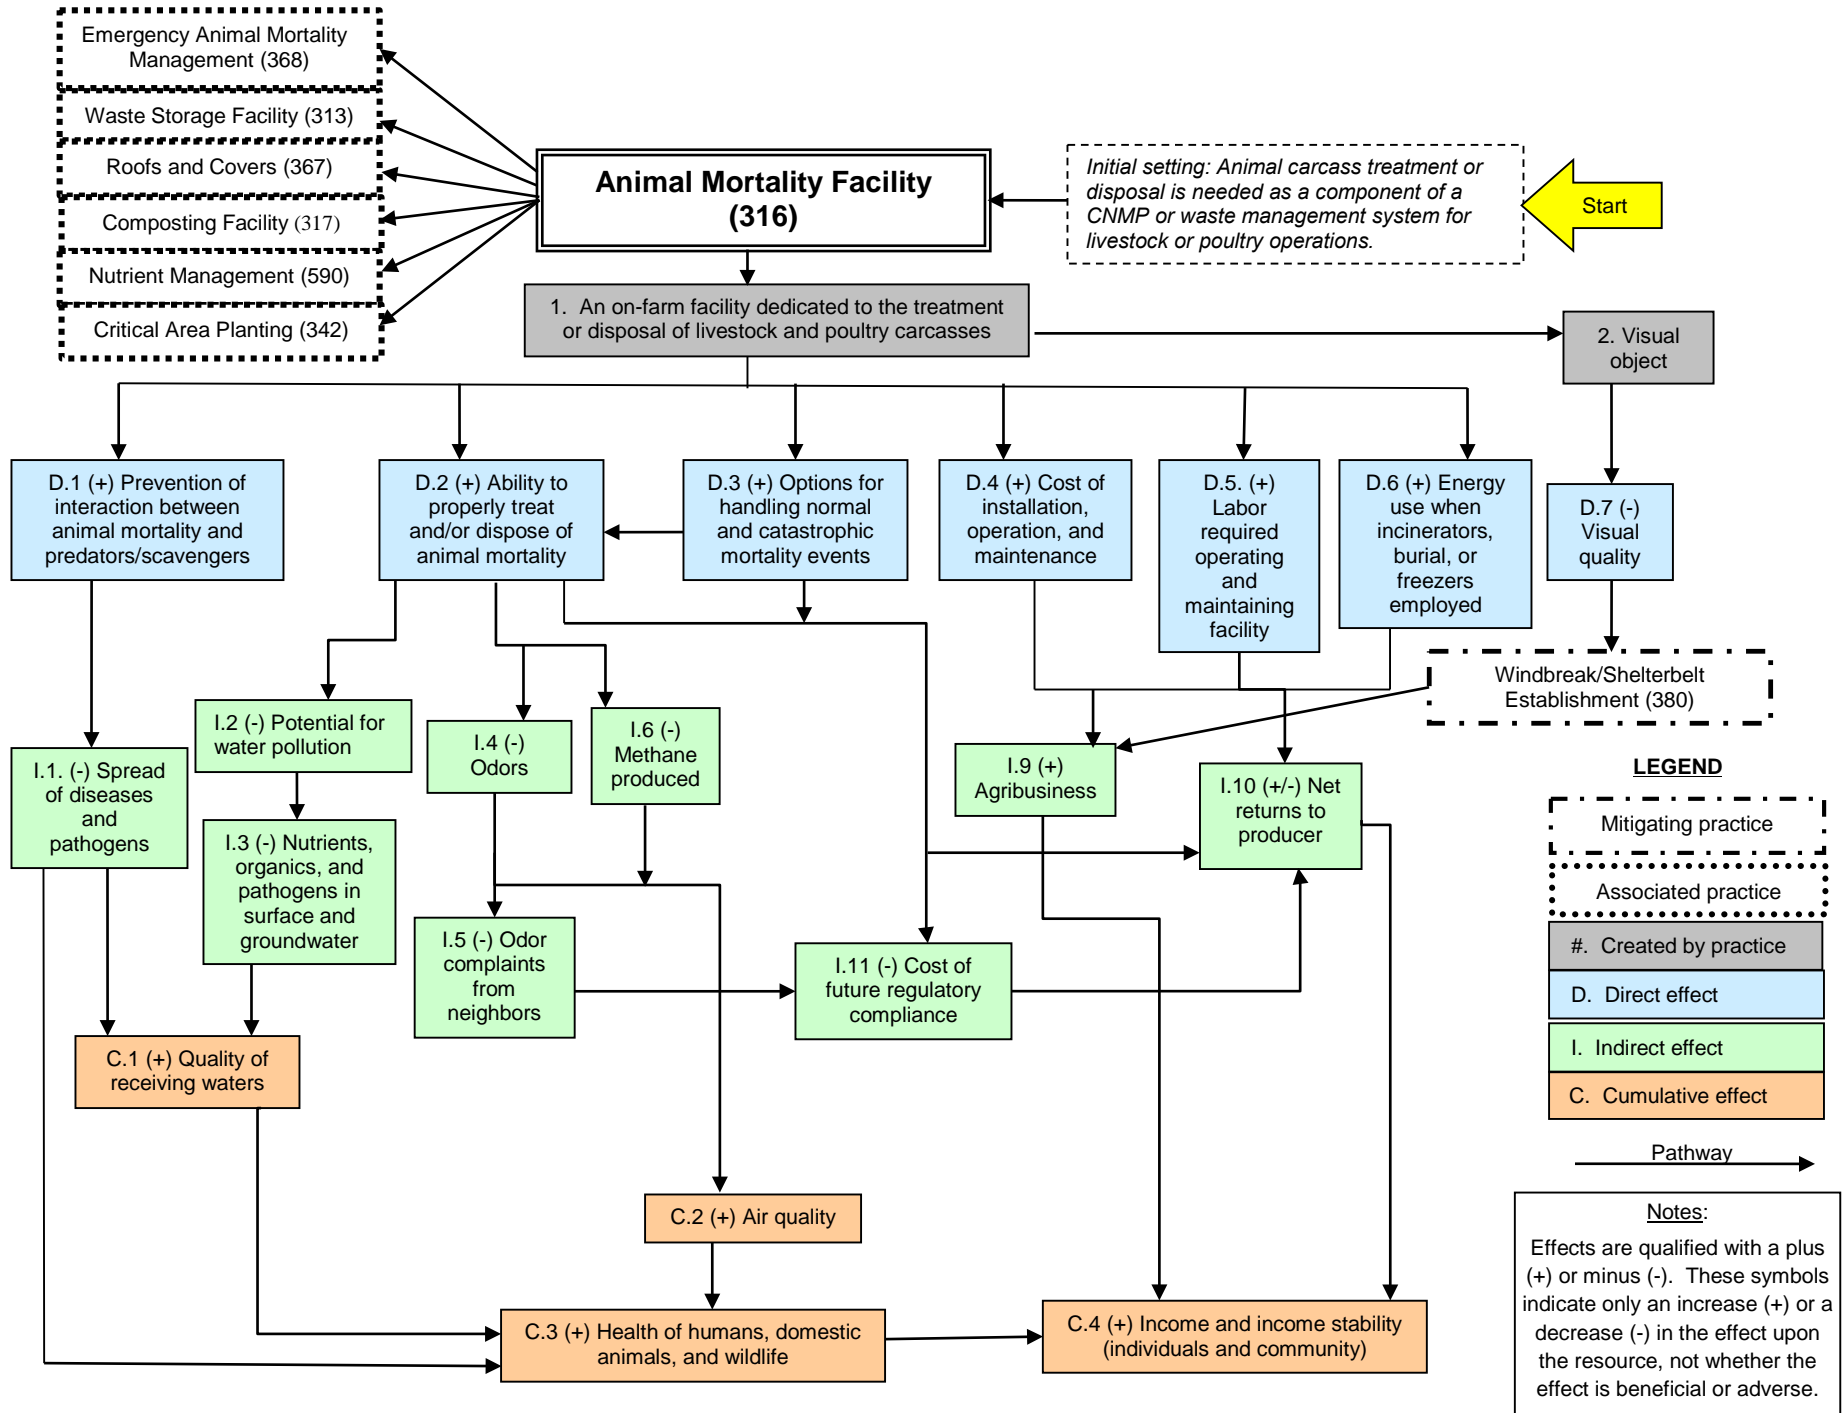 Emergency Animal Mortality
Management (368)
Waste Storage Facility (313)
Roofs and Covers (367)
Composting Facility (317)
Nutrient Management (590)
Critical Area Planting (342)
Animal Mortality Facility
(316)
Initial setting: Animal carcass treatment or
disposal is needed as a component of a
CNMP or waste management system for
livestock or poultry operations.
Start
1. An on-farm facility dedicated to the treatment
or disposal of livestock and poultry carcasses
2. Visual
object
D.1 (+) Prevention of
interaction between
animal mortality and
predators/scavengers
D.2 (+) Ability to
properly treat
and/or dispose of
animal mortality
D.3 (+) Options for
handling normal
and catastrophic
mortality events
D.4 (+) Cost of
installation,
operation, and
maintenance
D.5. (+)
Labor
required
operating
and
maintaining
facility
D.6 (+) Energy
use when
incinerators,
burial, or
freezers
employed
D.7 (-)
Visual
quality
Windbreak/Shelterbelt
Establishment (380)
I.1. (-) Spread
of diseases
and
pathogens
I.2 (-) Potential for
water pollution
I.3 (-) Nutrients,
organics, and
pathogens in
surface and
groundwater
I.4 (-)
Odors
I.6 (-)
Methane
produced
I.5 (-) Odor
complaints
from
neighbors
I.9 (+)
Agribusiness
I.10 (+/-) Net
returns to
producer
I.11 (-) Cost of
future regulatory
compliance
C.1 (+) Quality of
receiving waters
C.2 (+) Air quality
C.3 (+) Health of humans, domestic
animals, and wildlife
C.4 (+) Income and income stability
(individuals and community)
LEGEND
Mitigating practice
Associated practice
#. Created by practice
D. Direct effect
I. Indirect effect
C. Cumulative effect
Pathway
Notes:
Effects are qualified with a plus
(+) or minus (-). These symbols
indicate only an increase (+) or a
decrease (-) in the effect upon
the resource, not whether the
effect is beneficial or adverse.